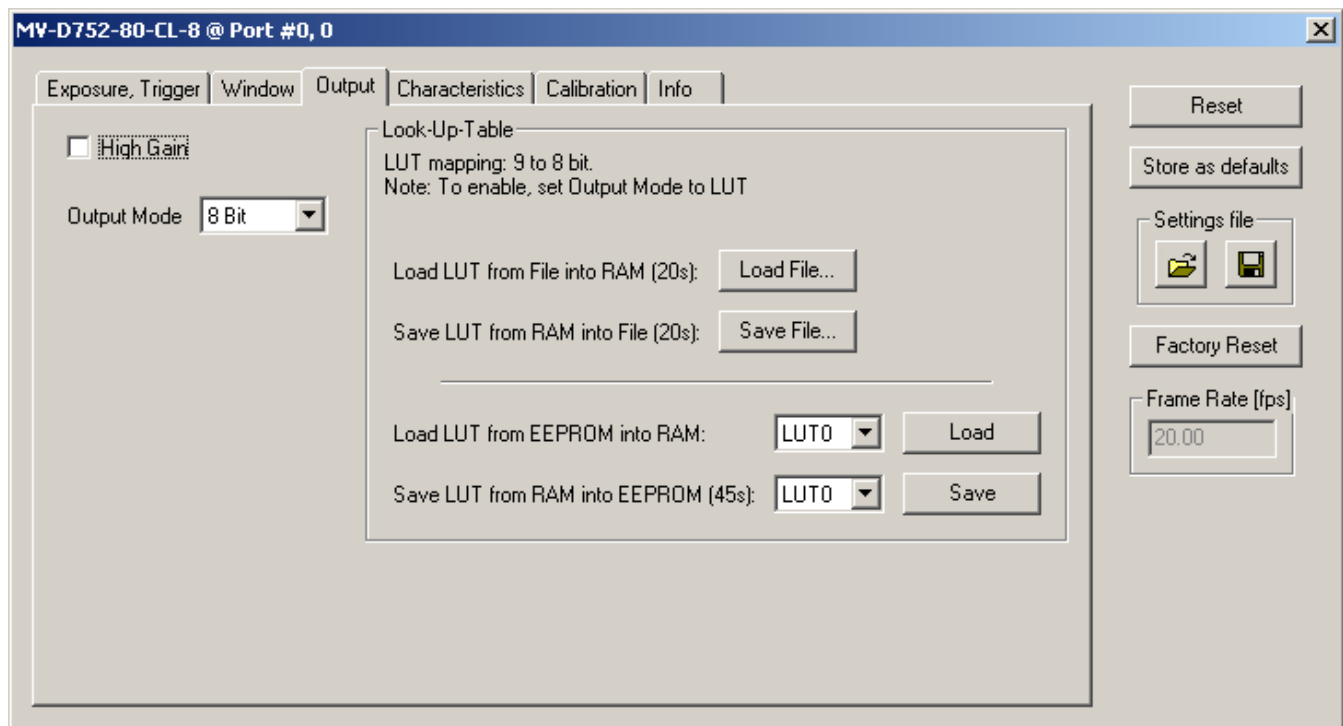 MV-D752-80-CL-8 @ Port #0, 0
Exposure, Trigger Window Output Characteristics Calibration Info
High Gain
Output Mode 8 Bit
Look-Up-Table
LUT mapping: 9 to 8 bit.
Note: To enable, set Output Mode to LUT
Load LUT from File into RAM (20s): Load File...
Save LUT from RAM into File (20s): Save File...
Load LUT from EEPROM into RAM: LUT0 Load
Save LUT from RAM into EEPROM (45s): LUT0 Save
Reset
Store as defaults
Settings file
Factory Reset
Frame Rate [fps]
20.00